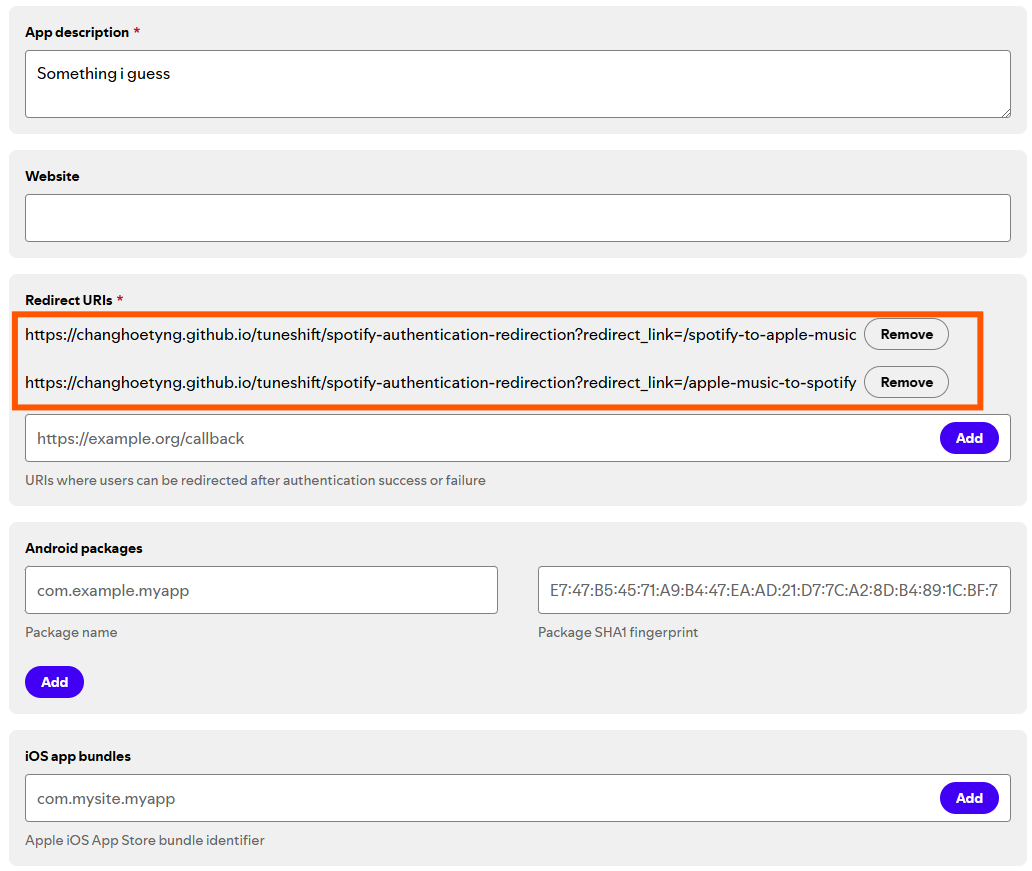 App description *
Something i guess
Website
Redirect URIs *
https://changhoetyng.github.io/tuneshift/spotify-authentication-redirection?redirect_link=/spotify-to-apple-music Remove
https://changhoetyng.github.io/tuneshift/spotify-authentication-redirection?redirect_link=/apple-music-to-spotify Remove
https://example.org/callback Add
URIs where users can be redirected after authentication success or failure
Android packages
com.example.myapp E7:47:B5:45:71:A9:B4:47:EA:AD:21:D7:7C:A2:8D:B4:89:1C:BF:7
Package name Package SHA1 fingerprint
Add
iOS app bundles
com.mysite.myapp Add
Apple iOS App Store bundle identifier